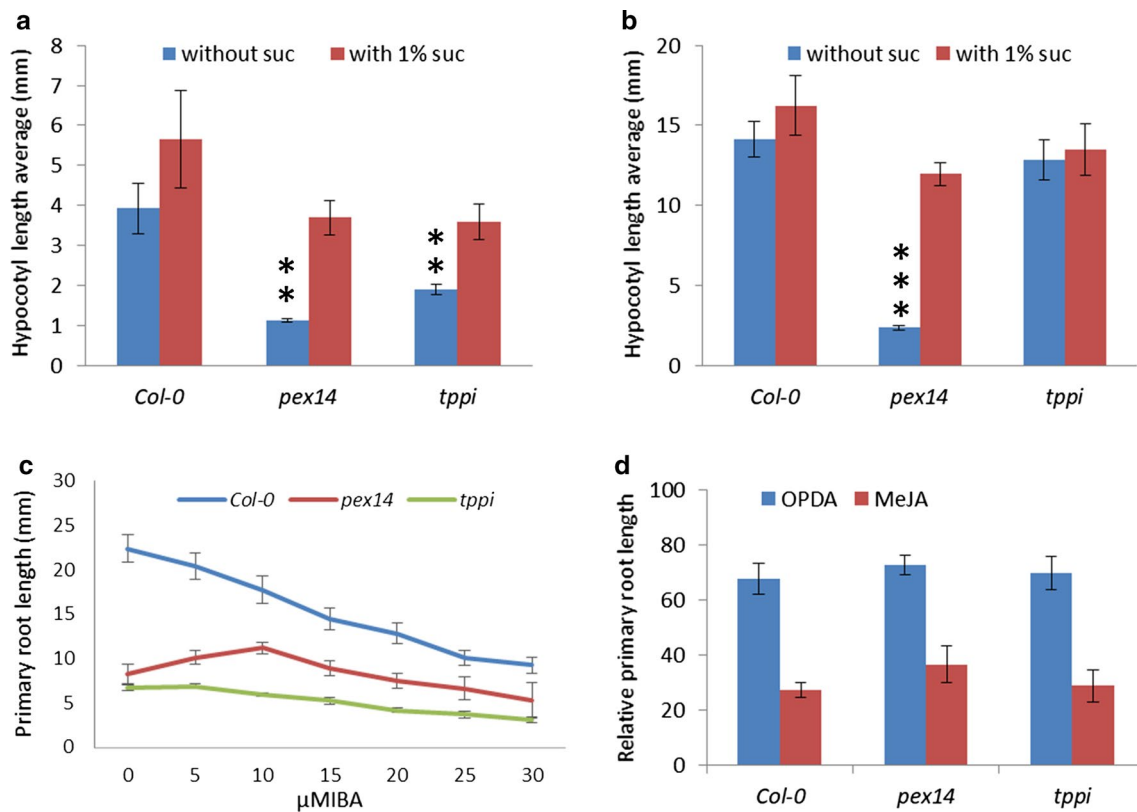 a
without suc
with 1% suc
Hypocotyl length average (mm)
8
7
6
5
4
3
2
1
0
**
**
Col-0
pex14
tppi
b
without suc
with 1% suc
Hypocotyl length average (mm)
20
15
10
5
0
***
Col-0
pex14
tppi
c
Col-0
pex14
tppi
Primary root length (mm)
30
25
20
15
10
5
0
0 5 10 15 20 25 30
µMIBA
d
OPDA
MeJA
Relative primary root length
100
80
60
40
20
0
Col-0
pex14
tppi